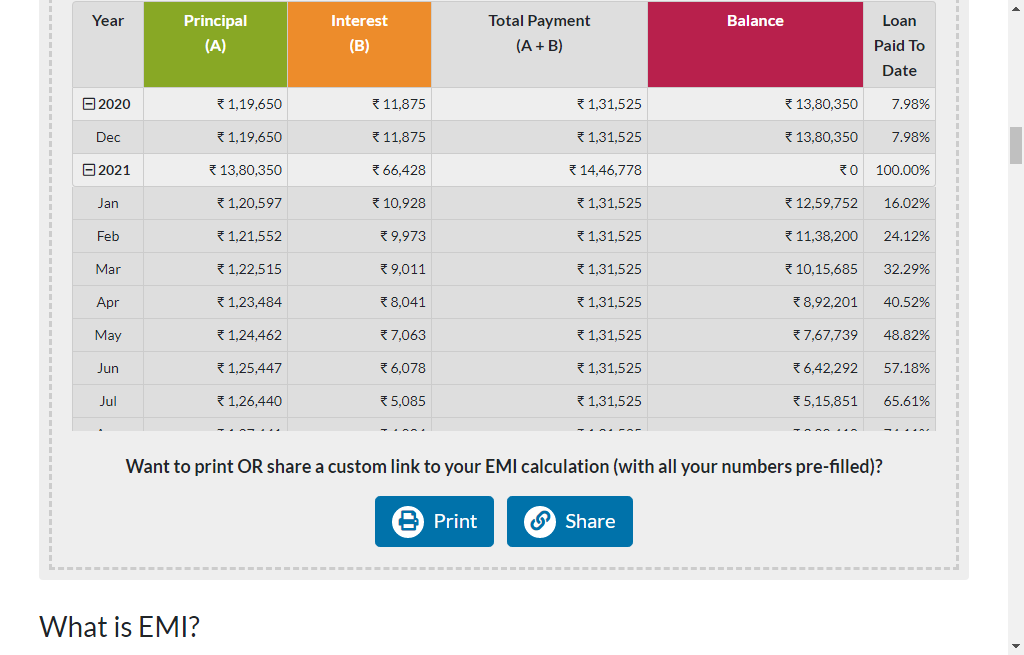 Year Principal Interest Total Payment Balance Loan
(A) (B) (A + B) Paid To
Date
2020 ₹ 1,19,650 ₹ 11,875 ₹ 1,31,525 ₹ 13,80,350 7.98%
Dec ₹ 1,19,650 ₹ 11,875 ₹ 1,31,525 ₹ 13,80,350 7.98%
2021 ₹ 13,80,350 ₹ 66,428 ₹ 14,46,778 ₹ 0 100.00%
Jan ₹ 1,20,597 ₹ 10,928 ₹ 1,31,525 ₹ 12,59,752 16.02%
Feb ₹ 1,21,552 ₹ 9,973 ₹ 1,31,525 ₹ 11,38,200 24.12%
Mar ₹ 1,22,515 ₹ 9,011 ₹ 1,31,525 ₹ 10,15,685 32.29%
Apr ₹ 1,23,484 ₹ 8,041 ₹ 1,31,525 ₹ 8,92,201 40.52%
May ₹ 1,24,462 ₹ 7,063 ₹ 1,31,525 ₹ 7,67,739 48.82%
Jun ₹ 1,25,447 ₹ 6,078 ₹ 1,31,525 ₹ 6,42,292 57.18%
Jul ₹ 1,26,440 ₹ 5,085 ₹ 1,31,525 ₹ 5,15,851 65.61%
Want to print OR share a custom link to your EMI calculation (with all your numbers pre-filled)?
Print Share
What is EMI?